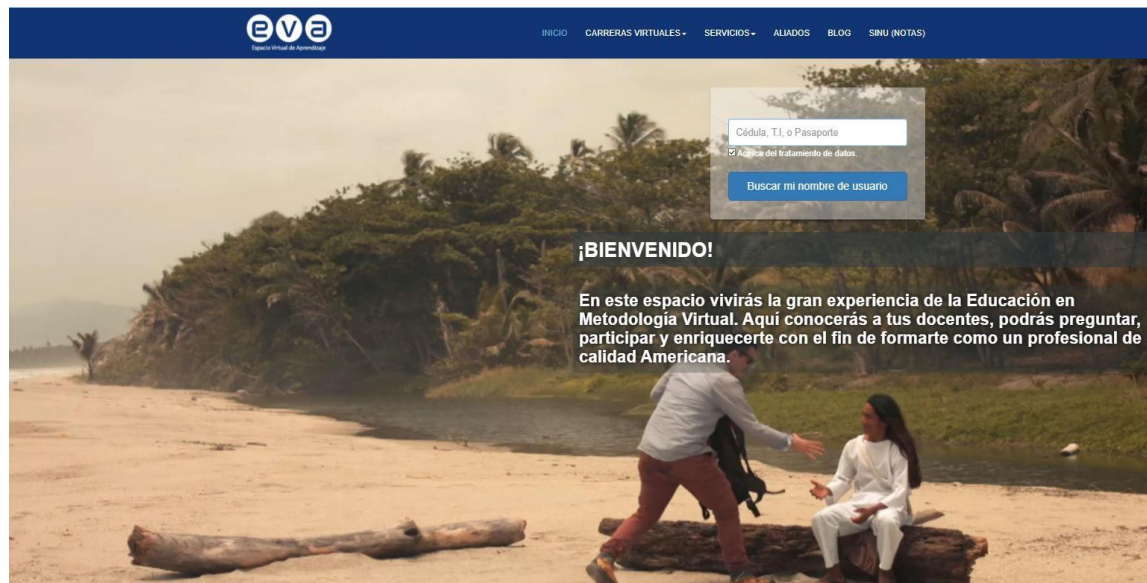 eva
Espacio Virtual de Aprendizaje
INICIO CARRERAS VIRTUALES SERVICIOS ALIADOS BLOG SINU (NOTAS)
Cédula, T.I, o Pasaporte
Acerca del tratamiento de datos.
Buscar mi nombre de usuario
¡BIENVENIDO!
En este espacio vivirás la gran experiencia de la Educación en
Metodología Virtual. Aquí conocerás a tus docentes, podrás preguntar,
participar y enriquecerte con el fin de formarte como un profesional de
calidad Americana.